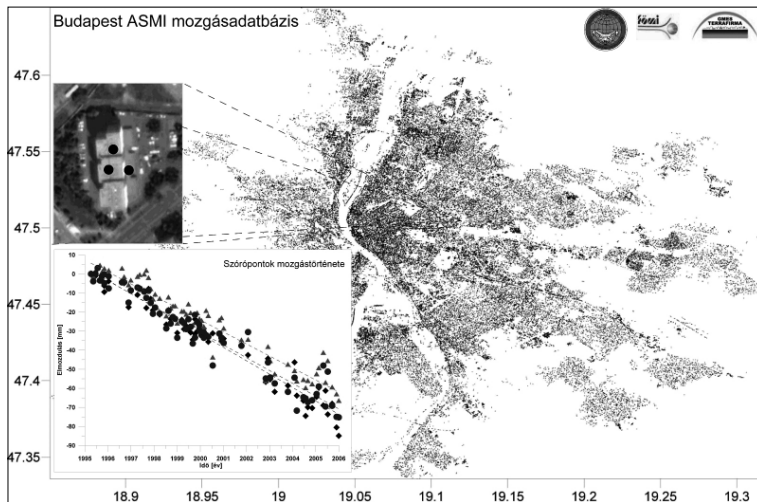 Budapest ASMI mozgásadatbázis
fömi
GMES
TERRAFIRMA
47.6
47.55
47.5
47.45
47.4
47.35
Szórópontok mozgástörténete
10
0
-10
-20
-30
-40
-50
-60
-70
-80
-90
Elmozdulás [mm]
1995 1996 1997 1998 1999 2000 2001 2002 2003 2004 2005 2006
Idő [év]
18.9 18.95 19 19.05 19.1 19.15 19.2 19.25 19.3